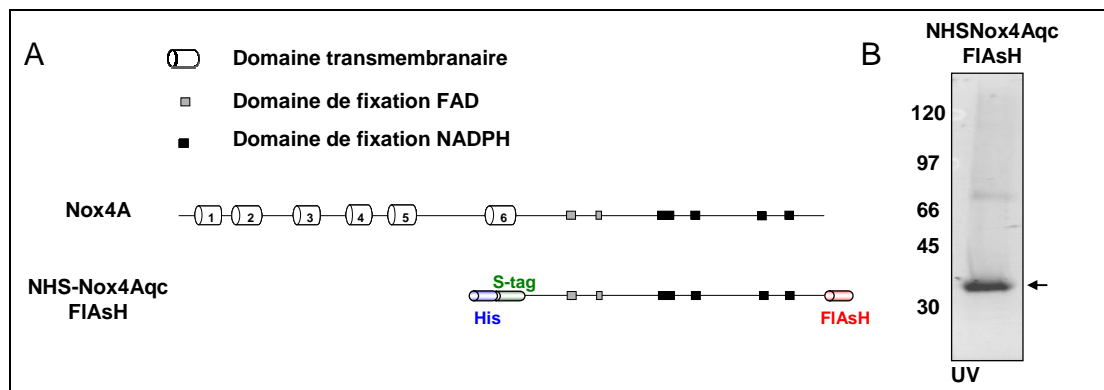 A
Domaine transmembranaire
Domaine de fixation FAD
Domaine de fixation NADPH
Nox4A
1 2 3 4 5 6
NHS-Nox4Aqc
FlAsH
S-tag
His
FlAsH
B
NHSNox4Aqc
FlAsH
120
97
66
45
30
UV